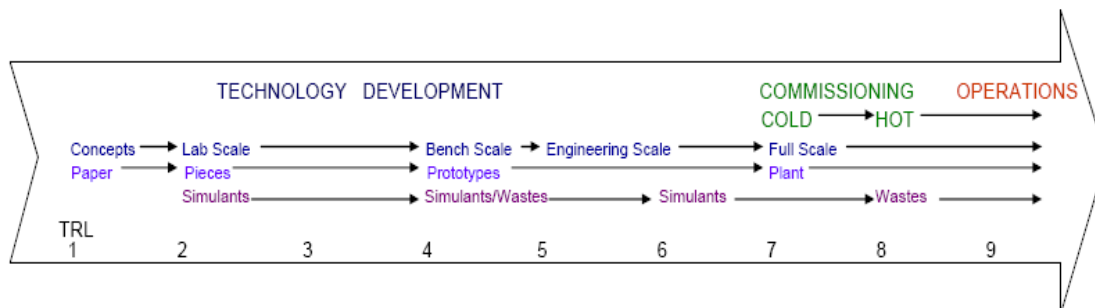 TECHNOLOGY DEVELOPMENT COMMISSIONING OPERATIONS
COLD HOT
Concepts Lab Scale Bench Scale Engineering Scale Full Scale
Paper Pieces Prototypes Plant
Simulants Simulants/Wastes Simulants Wastes
TRL
1 2 3 4 5 6 7 8 9